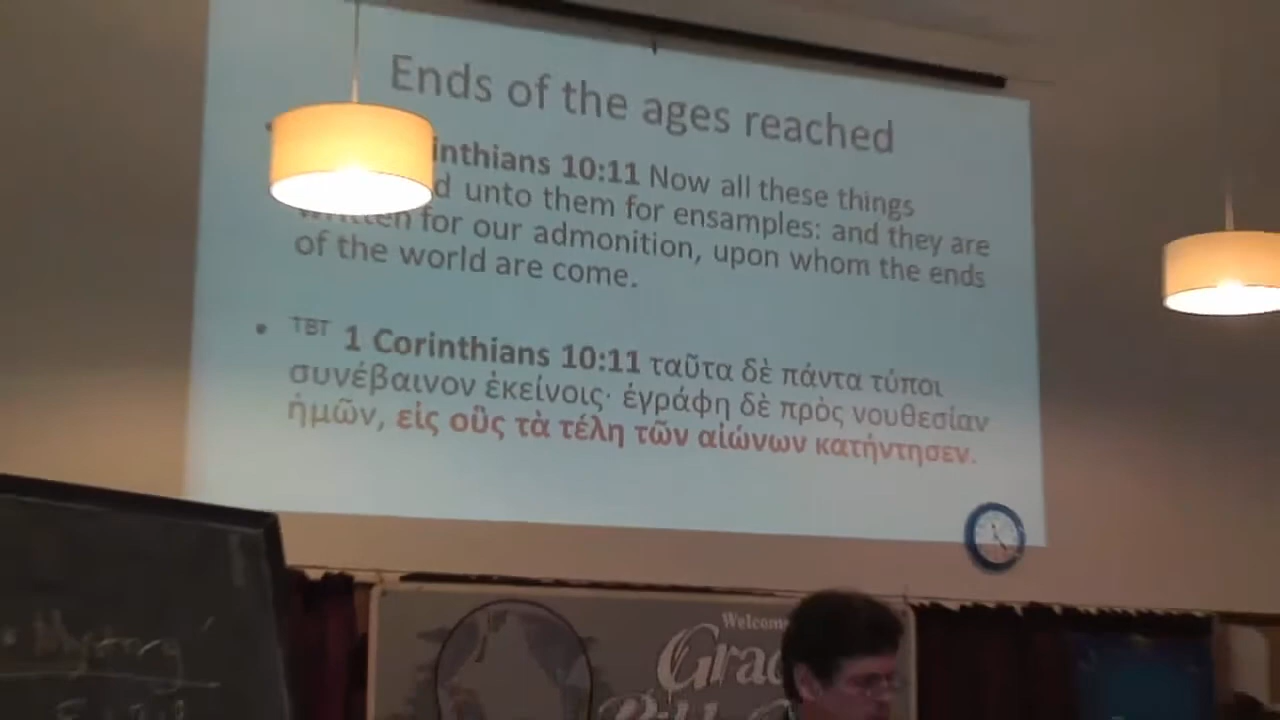 Ends of the ages reached
inthians 10:11 Now all these things
d unto them for ensamples: and they are
written for our admonition, upon whom the ends
of the world are come.
• TBT 1 Corinthians 10:11 ταῦτα δὲ πάντα τύποι
συνέβαινον ἐκείνοις· ἐγράφη δὲ πρὸς νουθεσίαν
ἡμῶν, εἰς οὓς τὰ τέλη τῶν αἰώνων κατήντησεν.
Welcom
Grac